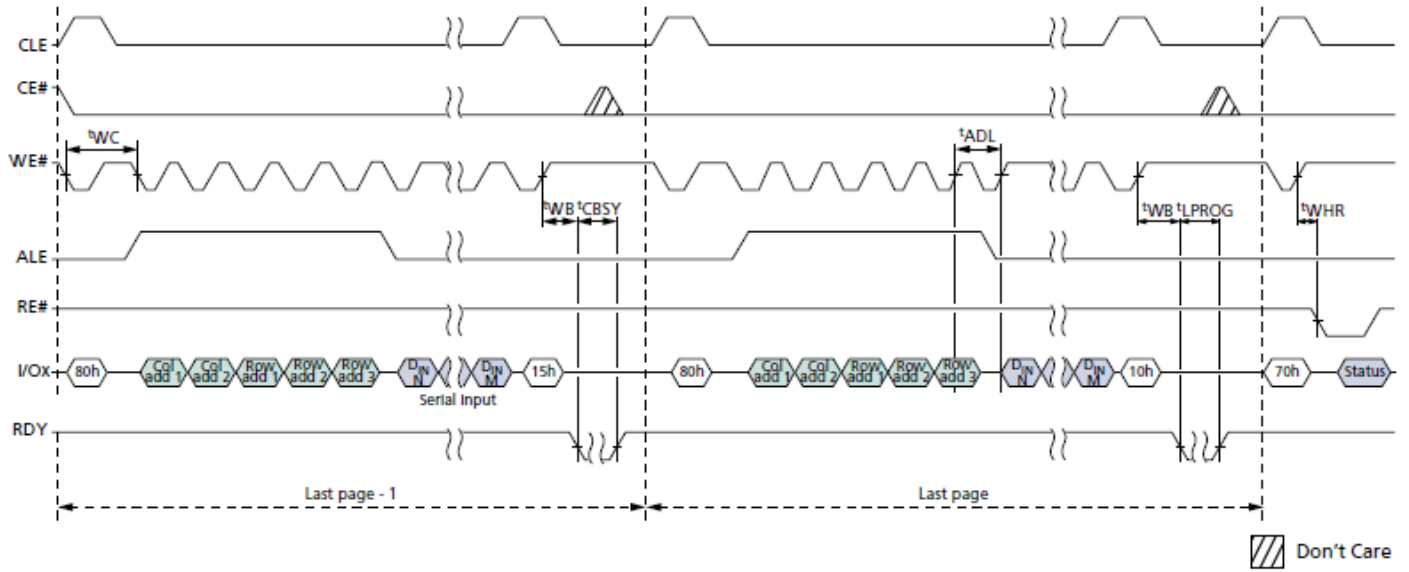 CLE
CE#
tWC
tADL
WE#
tWB tCBSY
tWB tLPROG
tWHR
ALE
RE#
I/Ox 80h Col add 1 Col add 2 Row add 1 Row add 2 Row add 3 DIN N DIN M 15h 80h Col add 1 Col add 2 Row add 1 Row add 2 Row add 3 DIN N DIN M 10h 70h Status
Serial Input
RDY
Last page - 1
Last page
Don't Care